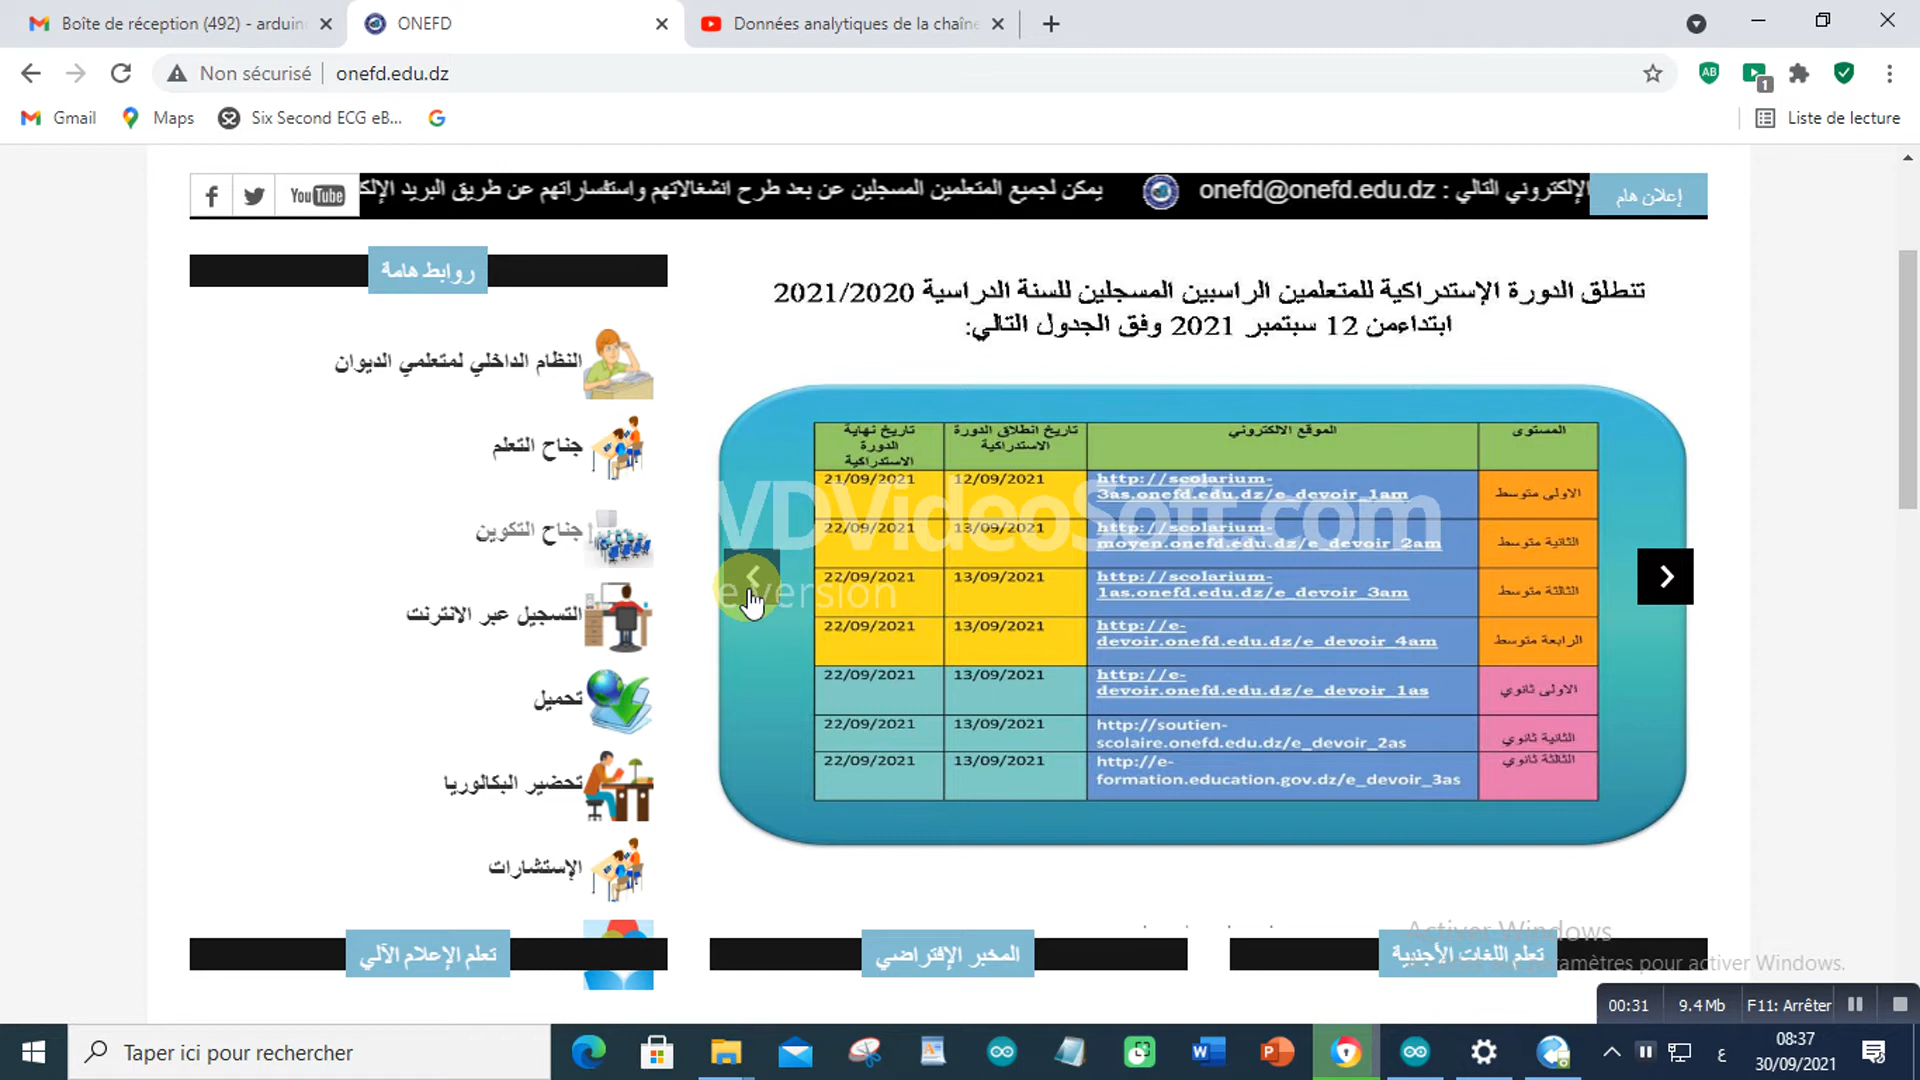 Boîte de réception (492) - arduin
ONEFD
Données analytiques de la chaîne
Non sécurisé
onefd.edu.dz
Gmail
Maps
Six Second ECG eB...
Liste de lecture
You Tube
يمكن لجميع المتعلمين المسجلين عن بعد طرح انشغالاتهم واستفساراتهم عن طريق البريد الإلك
الإلكتروني التالي : onefd@onefd.edu.dz
إعلان هام
روابط هامة
النظام الداخلي لمتعلمي الديوان
جناح التعلم
جناح التكوين
التسجيل عبر الانترنت
تحميل
تحضير البكالوريا
الإستشارات
تنطلق الدورة الإستدراكية للمتعلمين الراسبين المسجلين للسنة الدراسية 2021/2020
ابتداءمن 12 سبتمبر 2021 وفق الجدول التالي:
المستوى
الموقع الالكتروني
تاريخ انطلاق الدورة الاستدراكية
تاريخ نهاية الدورة الاستدراكية
الاولى متوسط
http://scolarium-
3as.onefd.edu.dz/e_devoir_1am
12/09/2021
21/09/2021
الثانية متوسط
http://scolarium-
moyen.onefd.edu.dz/e_devoir_2am
13/09/2021
22/09/2021
الثالثة متوسط
http://scolarium-
1as.onefd.edu.dz/e_devoir_3am
13/09/2021
22/09/2021
الرابعة متوسط
http://e-
devoir.onefd.edu.dz/e_devoir_4am
13/09/2021
22/09/2021
الاولى ثانوي
http://e-
devoir.onefd.edu.dz/e_devoir_1as
13/09/2021
22/09/2021
الثانية ثانوي
http://soutien-
scolaire.onefd.edu.dz/e_devoir_2as
13/09/2021
22/09/2021
الثالثة ثانوي
http://e-
formation.education.gov.dz/e_devoir_3as
13/09/2021
22/09/2021
VDVideoSoft.com
e version
تعلم اللغات الأجنبية
المخبر الإفتراضي
تعلم الإعلام الآلي
Activer Windows
paramètres pour activer Windows.
00:31
9.4 Mb
F11: Arrêter
Taper ici pour rechercher
ع
08:37
30/09/2021